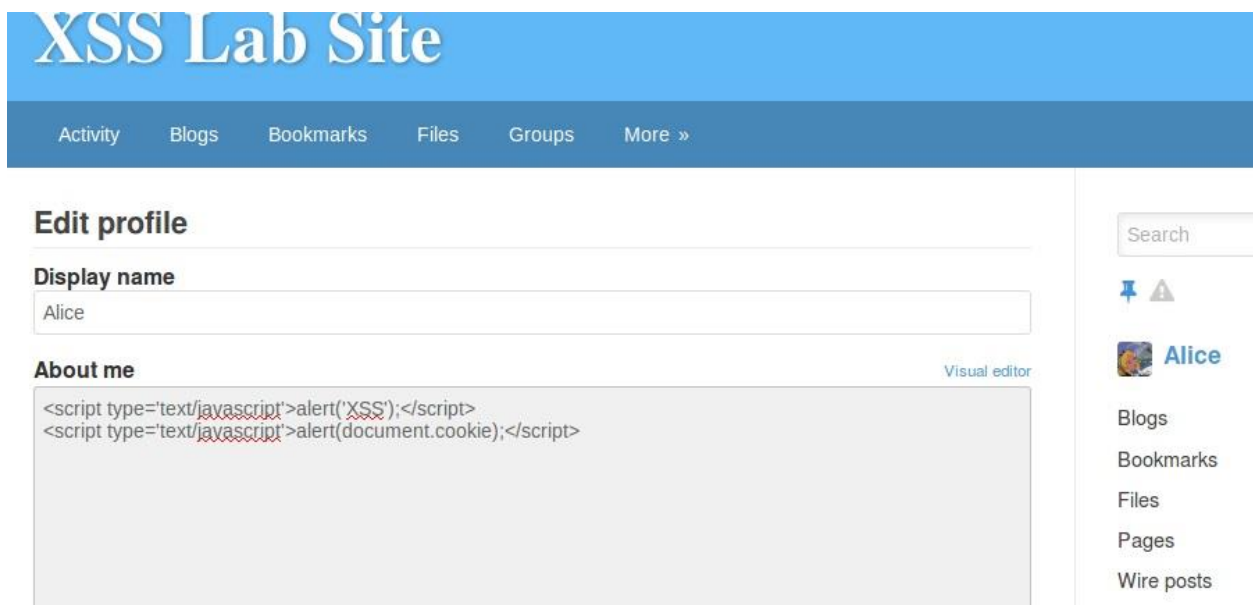 XSS Lab Site
Activity Blogs Bookmarks Files Groups More »
Edit profile
Display name
Alice
About me
Visual editor
<script type='text/javascript'>alert('XSS');</script>
<script type='text/javascript'>alert(document.cookie);</script>
Search
Alice
Blogs
Bookmarks
Files
Pages
Wire posts